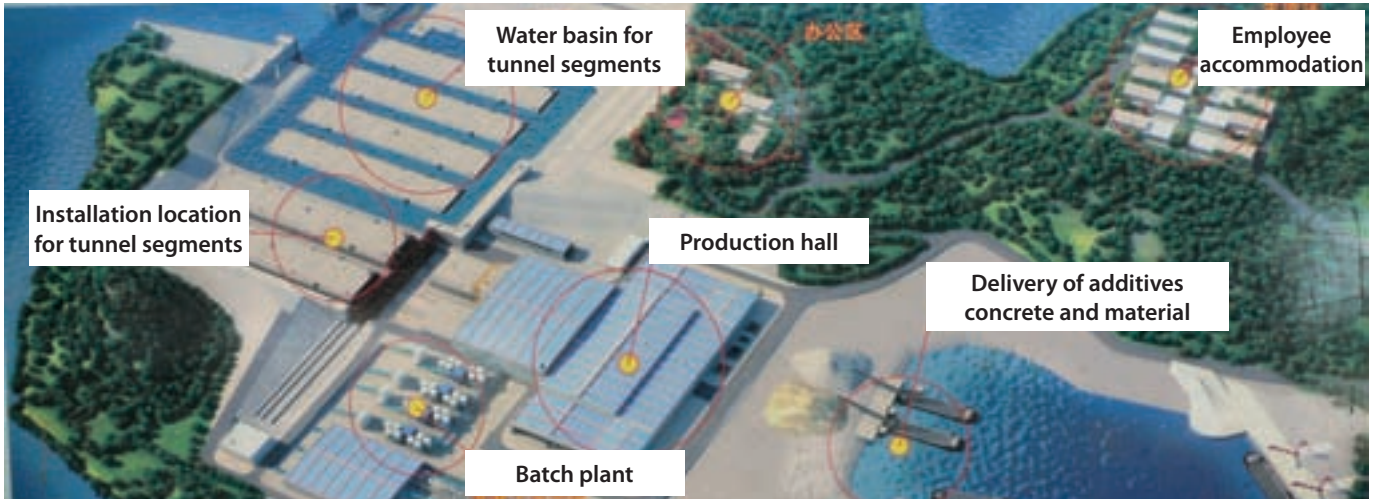 Water basin for
tunnel segments
办公区
Employee
accommodation
Installation location
for tunnel segments
Production hall
Delivery of additives
concrete and material
Batch plant